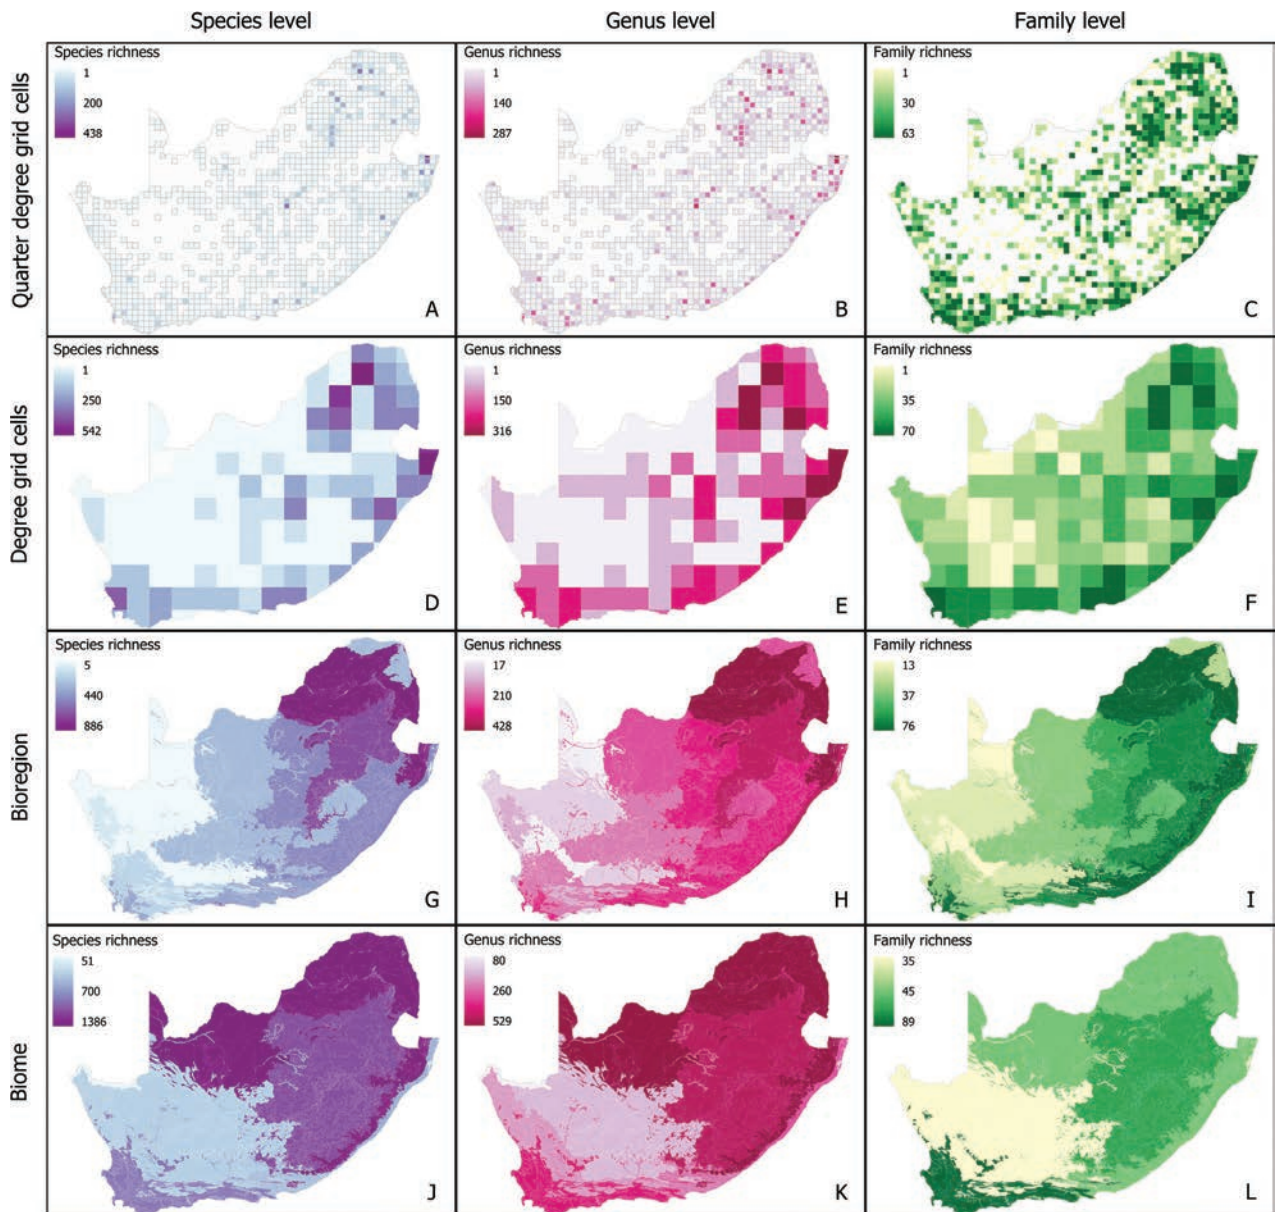 Species level
Genus level
Family level
Quarter degree grid cells
Species richness
1
200
438
A
Genus richness
1
140
287
B
Family richness
1
30
63
C
Degree grid cells
Species richness
1
250
542
D
Genus richness
1
150
316
E
Family richness
1
35
70
F
Bioregion
Species richness
5
440
886
G
Genus richness
17
210
428
H
Family richness
13
37
76
I
Biome
Species richness
51
700
1386
J
Genus richness
80
260
529
K
Family richness
35
45
89
L